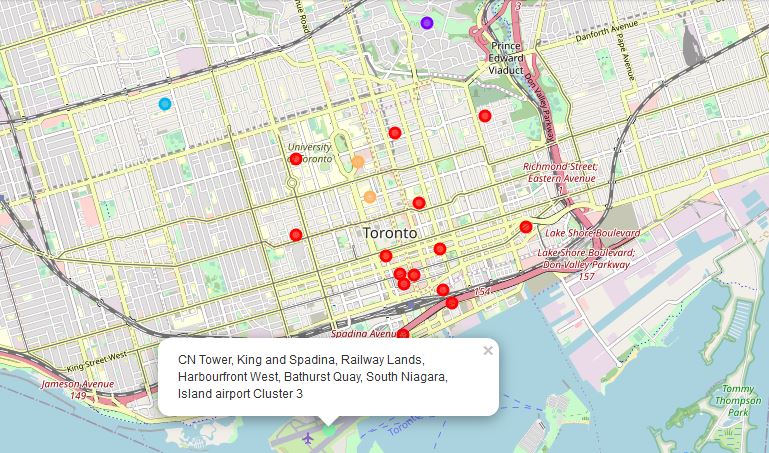 3
Danforth Avenue
Prince
Edward
Viaduct
Pape Avenue
Don Valley Parkway
University
of Toronto
Richmond Street;
Eastern Avenue
Toronto
Lake Shore Boulevard
Lake Shore Boulevard;
Don Valley Parkway
157
154
Spadina Avenue
King Street West
Jameson Avenue
149
×
CN Tower, King and Spadina, Railway Lands,
Harbourfront West, Bathurst Quay, South Niagara,
Island airport Cluster 3
Tommy
Thompson
Park